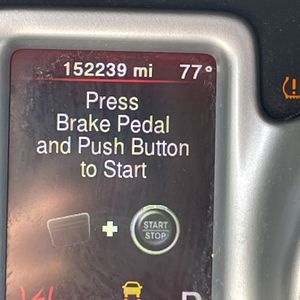 152239 mi 77°
Press
Brake Pedal
and Push Button
to Start
+
START
STOP